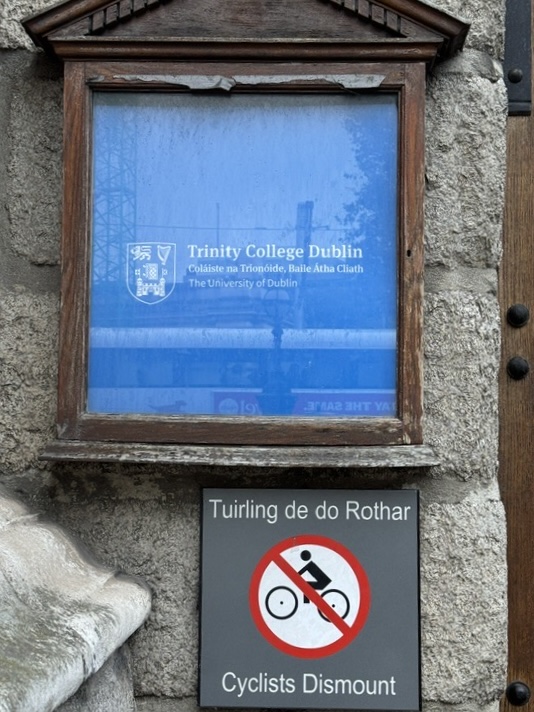 Trinity College Dublin
Coláiste na Tríonóide, Baile Átha Cliath
The University of Dublin
Tuirling de do Rothar
Cyclists Dismount